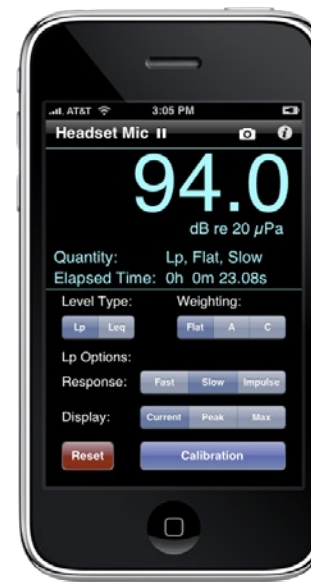 AT&T 3:05 PM
Headset Mic
94.0
dB re 20 µPa
Quantity: Lp, Flat, Slow
Elapsed Time: 0h 0m 23.08s
Level Type: Weighting:
Lp Leq Flat A C
Lp Options:
Response: Fast Slow Impulse
Display: Current Peak Max
Reset Calibration